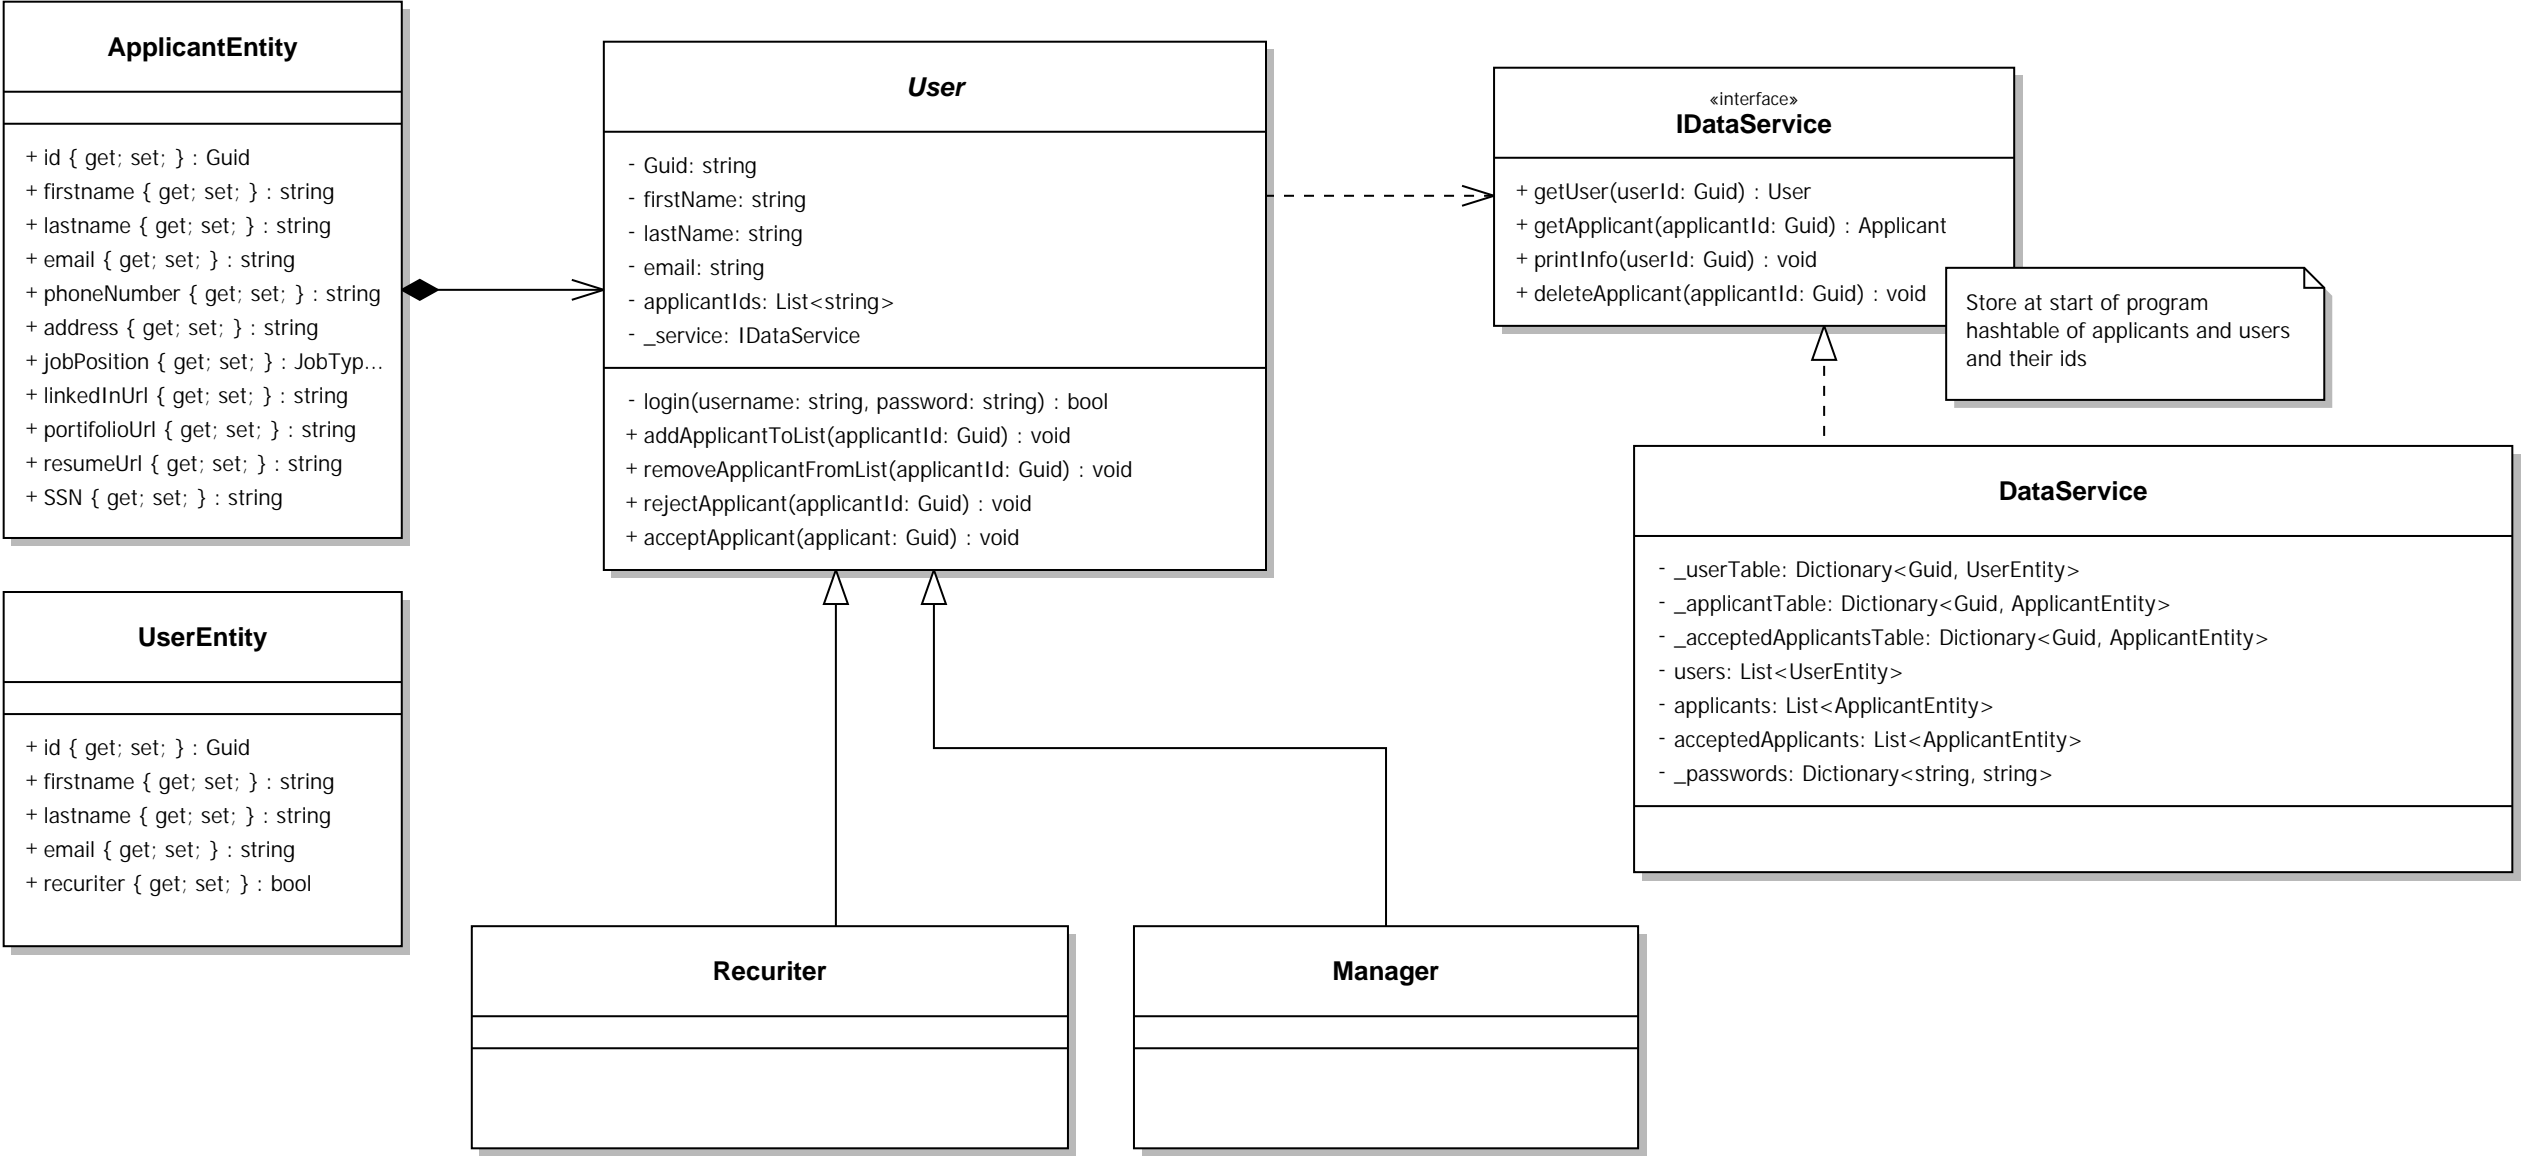 ApplicantEntity
+ id { get; set; } : Guid
+ firstname { get; set; } : string
+ lastname { get; set; } : string
+ email { get; set; } : string
+ phoneNumber { get; set; } : string
+ address { get; set; } : string
+ jobPosition { get; set; } : JobTyp...
+ linkedInUrl { get; set; } : string
+ portifolioUrl { get; set; } : string
+ resumeUrl { get; set; } : string
+ SSN { get; set; } : string
User
- Guid: string
- firstName: string
- lastName: string
- email: string
- applicantIds: List<string>
- _service: IDataService
- login(username: string, password: string) : bool
+ addApplicantToList(applicantId: Guid) : void
+ removeApplicantFromList(applicantId: Guid) : void
+ rejectApplicant(applicantId: Guid) : void
+ acceptApplicant(applicant: Guid) : void
«interface»
IDataService
+ getUser(userId: Guid) : User
+ getApplicant(applicantId: Guid) : Applicant
+ printInfo(userId: Guid) : void
+ deleteApplicant(applicantId: Guid) : void
Store at start of program
hashtable of applicants and users
and their ids
DataService
- _userTable: Dictionary<Guid, UserEntity>
- _applicantTable: Dictionary<Guid, ApplicantEntity>
- _acceptedApplicantsTable: Dictionary<Guid, ApplicantEntity>
- users: List<UserEntity>
- applicants: List<ApplicantEntity>
- acceptedApplicants: List<ApplicantEntity>
- _passwords: Dictionary<string, string>
UserEntity
+ id { get; set; } : Guid
+ firstname { get; set; } : string
+ lastname { get; set; } : string
+ email { get; set; } : string
+ recuriter { get; set; } : bool
Recuriter
Manager